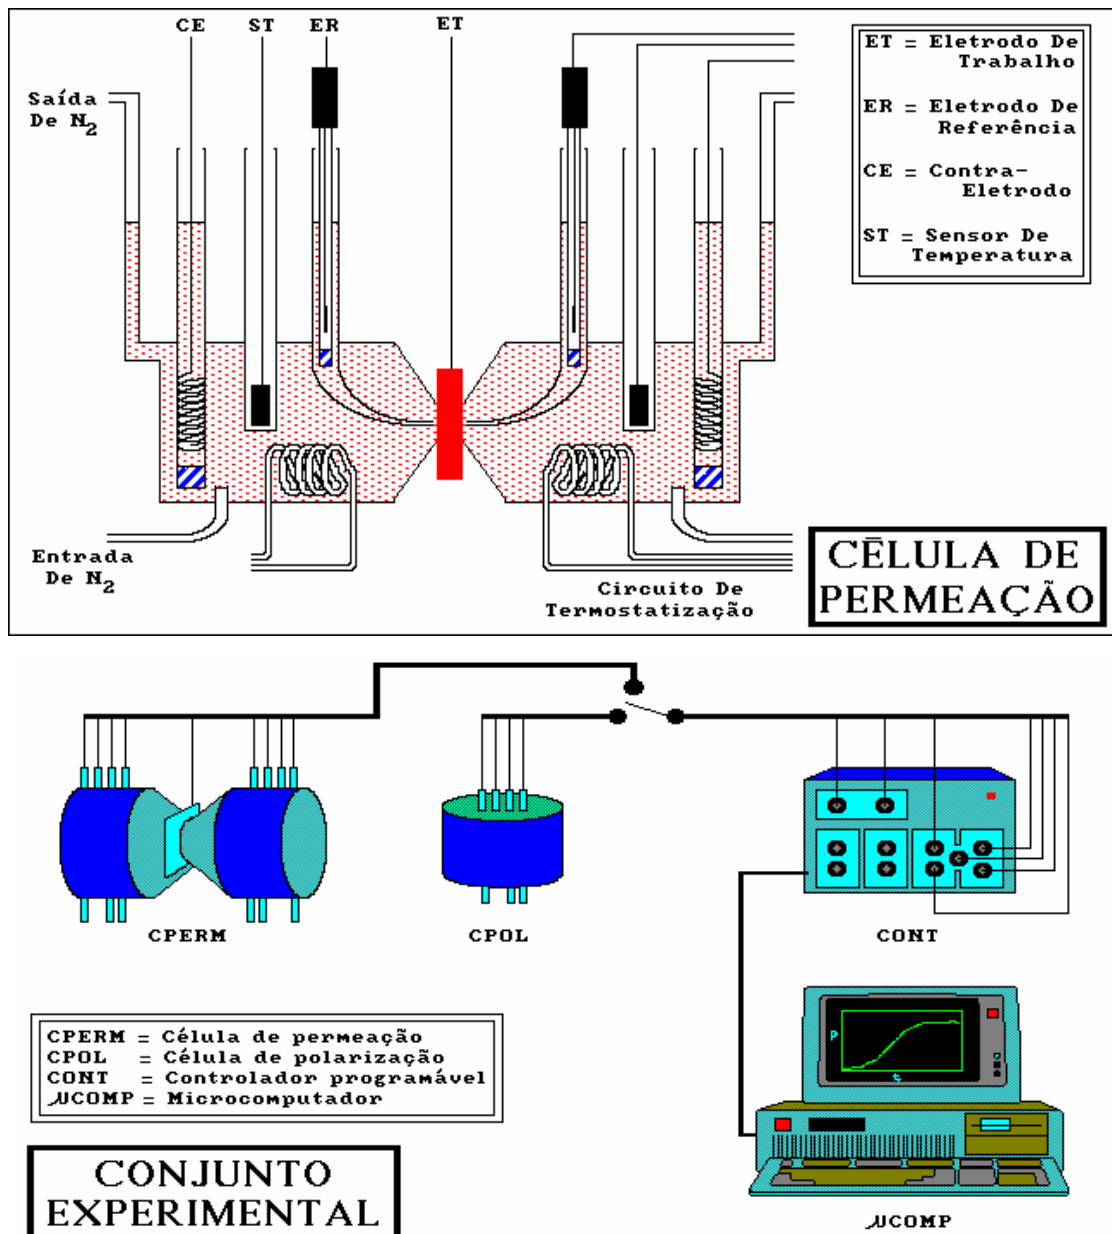 CE ST ER ET
ET = Eletrodo De
Trabalho
ER = Eletrodo De
Referência
CE = Contra-
Eletrodo
ST = Sensor De
Temperatura
Saída
De N2
Entrada
De N2
Circuito De
Termostatização
CÉLULA DE
PERMEAÇÃO
CPERM
CPOL
CONT
CPERM = Célula de permeação
CPOL = Célula de polarização
CONT = Controlador programável
µCOMP = Microcomputador
P
t
CONJUNTO
EXPERIMENTAL
µCOMP